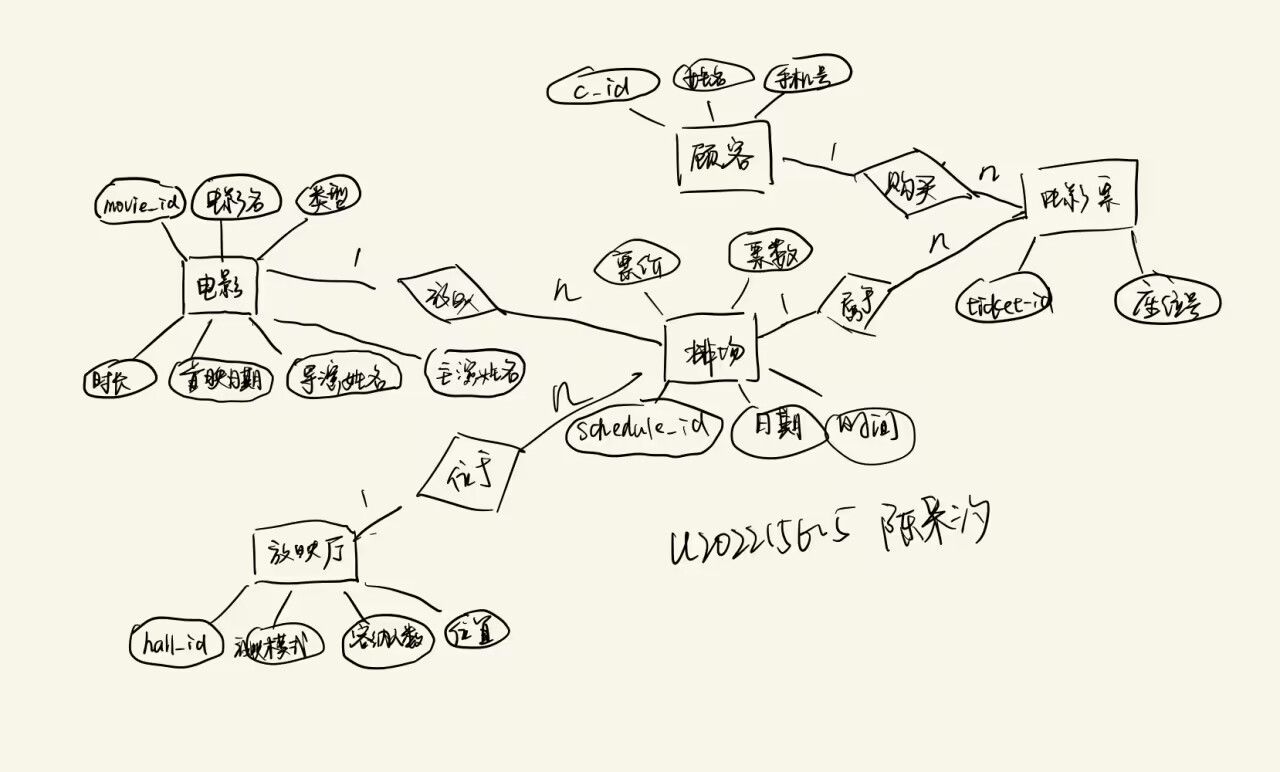 c_id
姓名
手机号
顾客
1
购买
n
电影票
movie_id
电影名
类型
电影
1
放映
n
票价
票数
1
属于
n
ticket-id
座位号
排场
时长
首映日期
导演姓名
主演姓名
n
schedule_id
日期
时间
位于
1
放映厅
hall_id
放映模式
容纳人数
位置